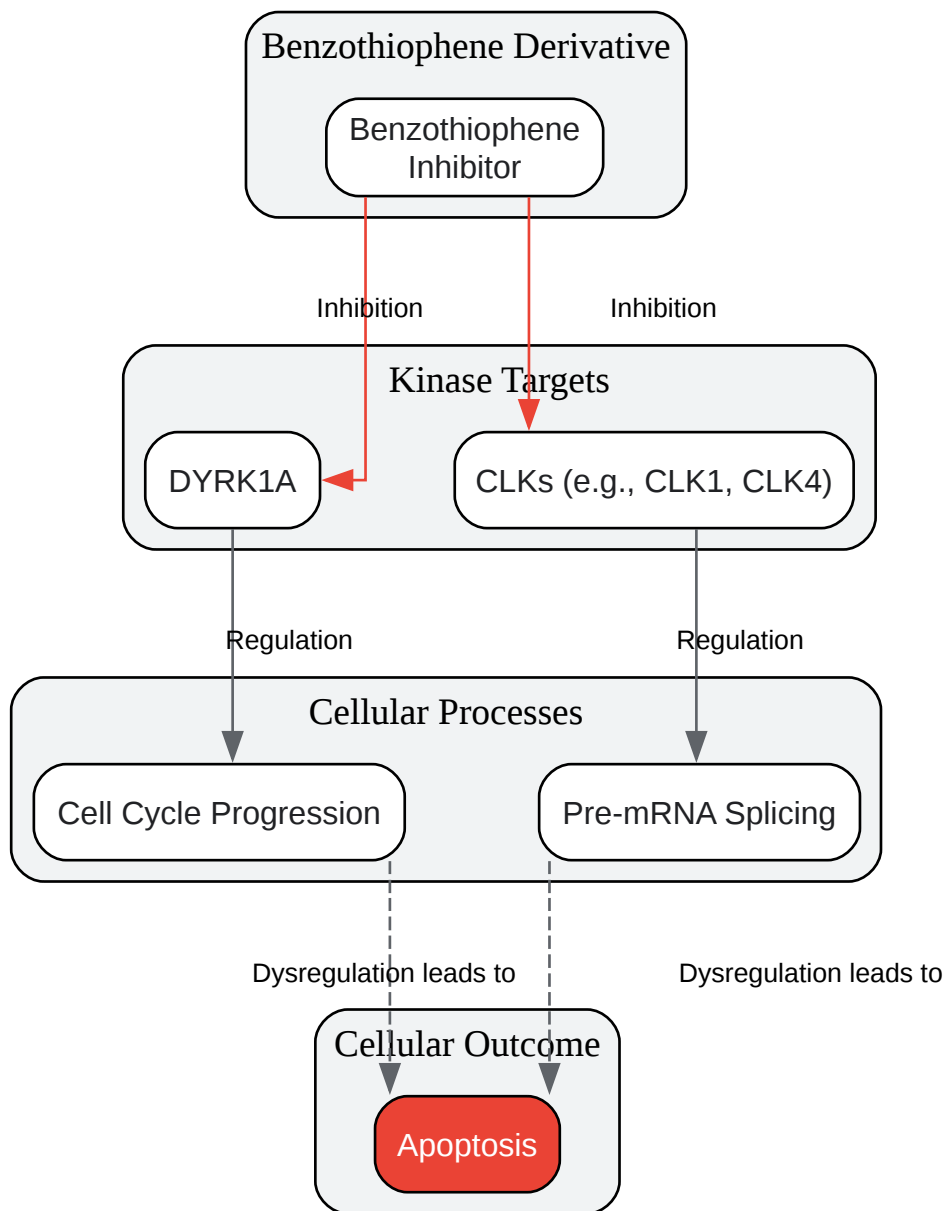 Benzothiophene Derivative
Benzothiophene
Inhibitor
Inhibition
Inhibition
Kinase Targets
DYRK1A
CLKs (e.g., CLK1, CLK4)
Regulation
Regulation
Cellular Processes
Cell Cycle Progression
Pre-mRNA Splicing
Dysregulation leads to
Dysregulation leads to
Cellular Outcome
Apoptosis